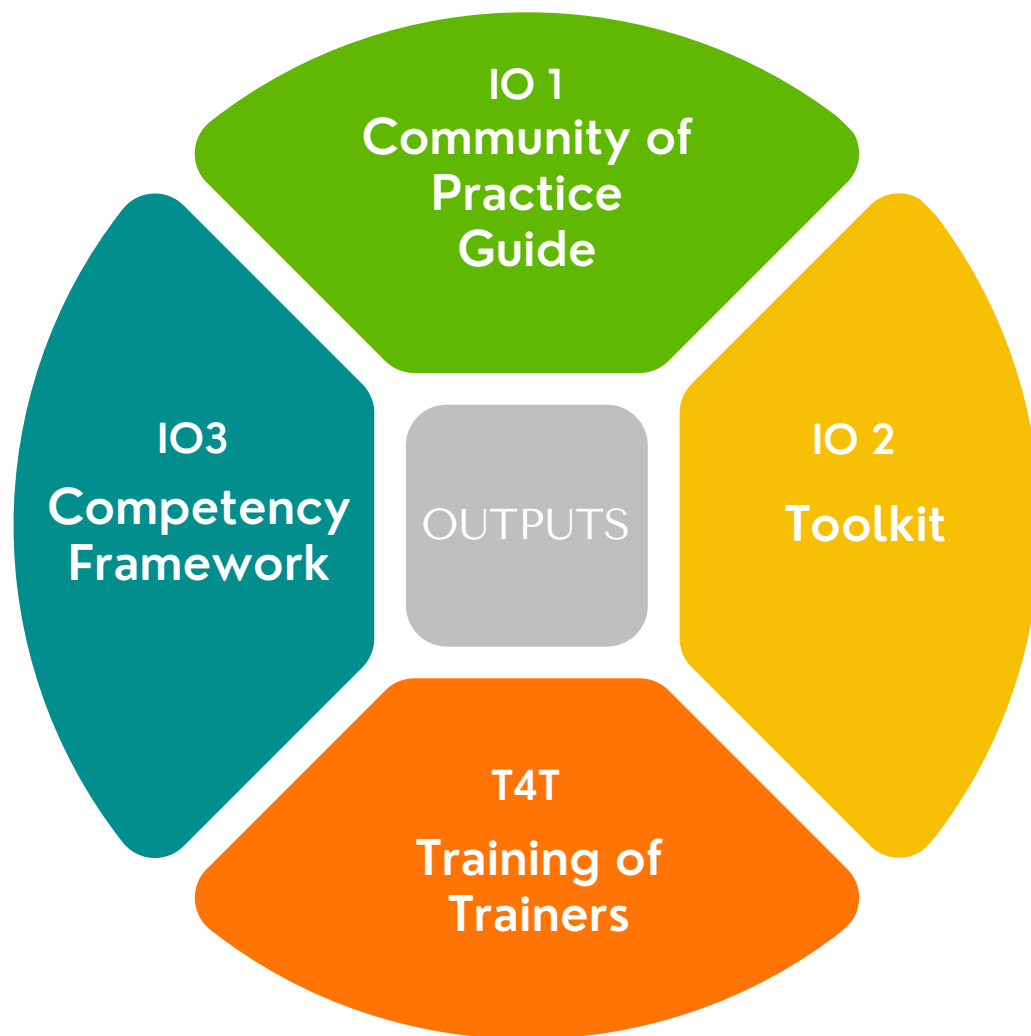 IO 1
Community of
Practice
Guide
IO3
Competency
Framework
OUTPUTS
IO 2
Toolkit
T4T
Training of
Trainers